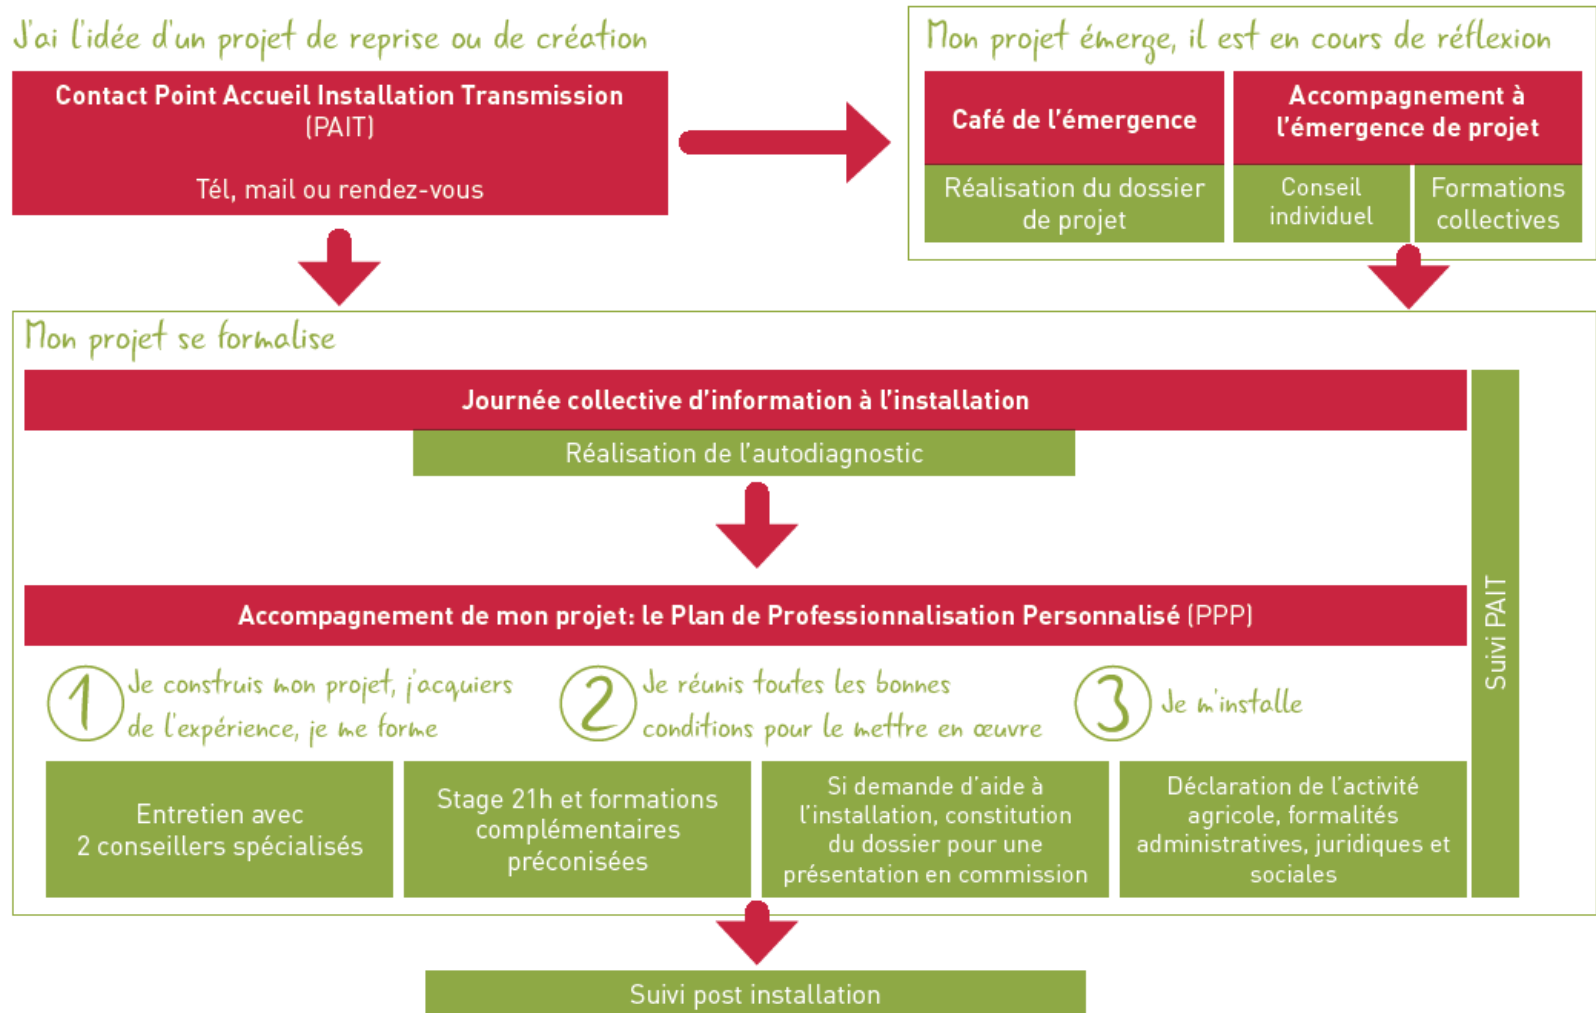 J'ai l'idée d'un projet de reprise ou de création
Contact Point Accueil Installation Transmission
(PAIT)
Tél, mail ou rendez-vous
Mon projet émerge, il est en cours de réflexion
Café de l'émergence
Réalisation du dossier
de projet
Accompagnement à
l'émergence de projet
Conseil
individuel
Formations
collectives
Mon projet se formalise
Journée collective d'information à l'installation
Réalisation de l'autodiagnostic
Accompagnement de mon projet: le Plan de Professionnalisation Personnalisé (PPP)
1 Je construis mon projet, j'acquiers
de l'expérience, je me forme
2 Je réunis toutes les bonnes
conditions pour le mettre en œuvre
3 Je m'installe
Entretien avec
2 conseillers spécialisés
Stage 21h et formations
complémentaires
préconisées
Si demande d'aide à
l'installation, constitution
du dossier pour une
présentation en commission
Déclaration de l'activité
agricole, formalités
administratives, juridiques et
sociales
Suivi PAIT
Suivi post installation